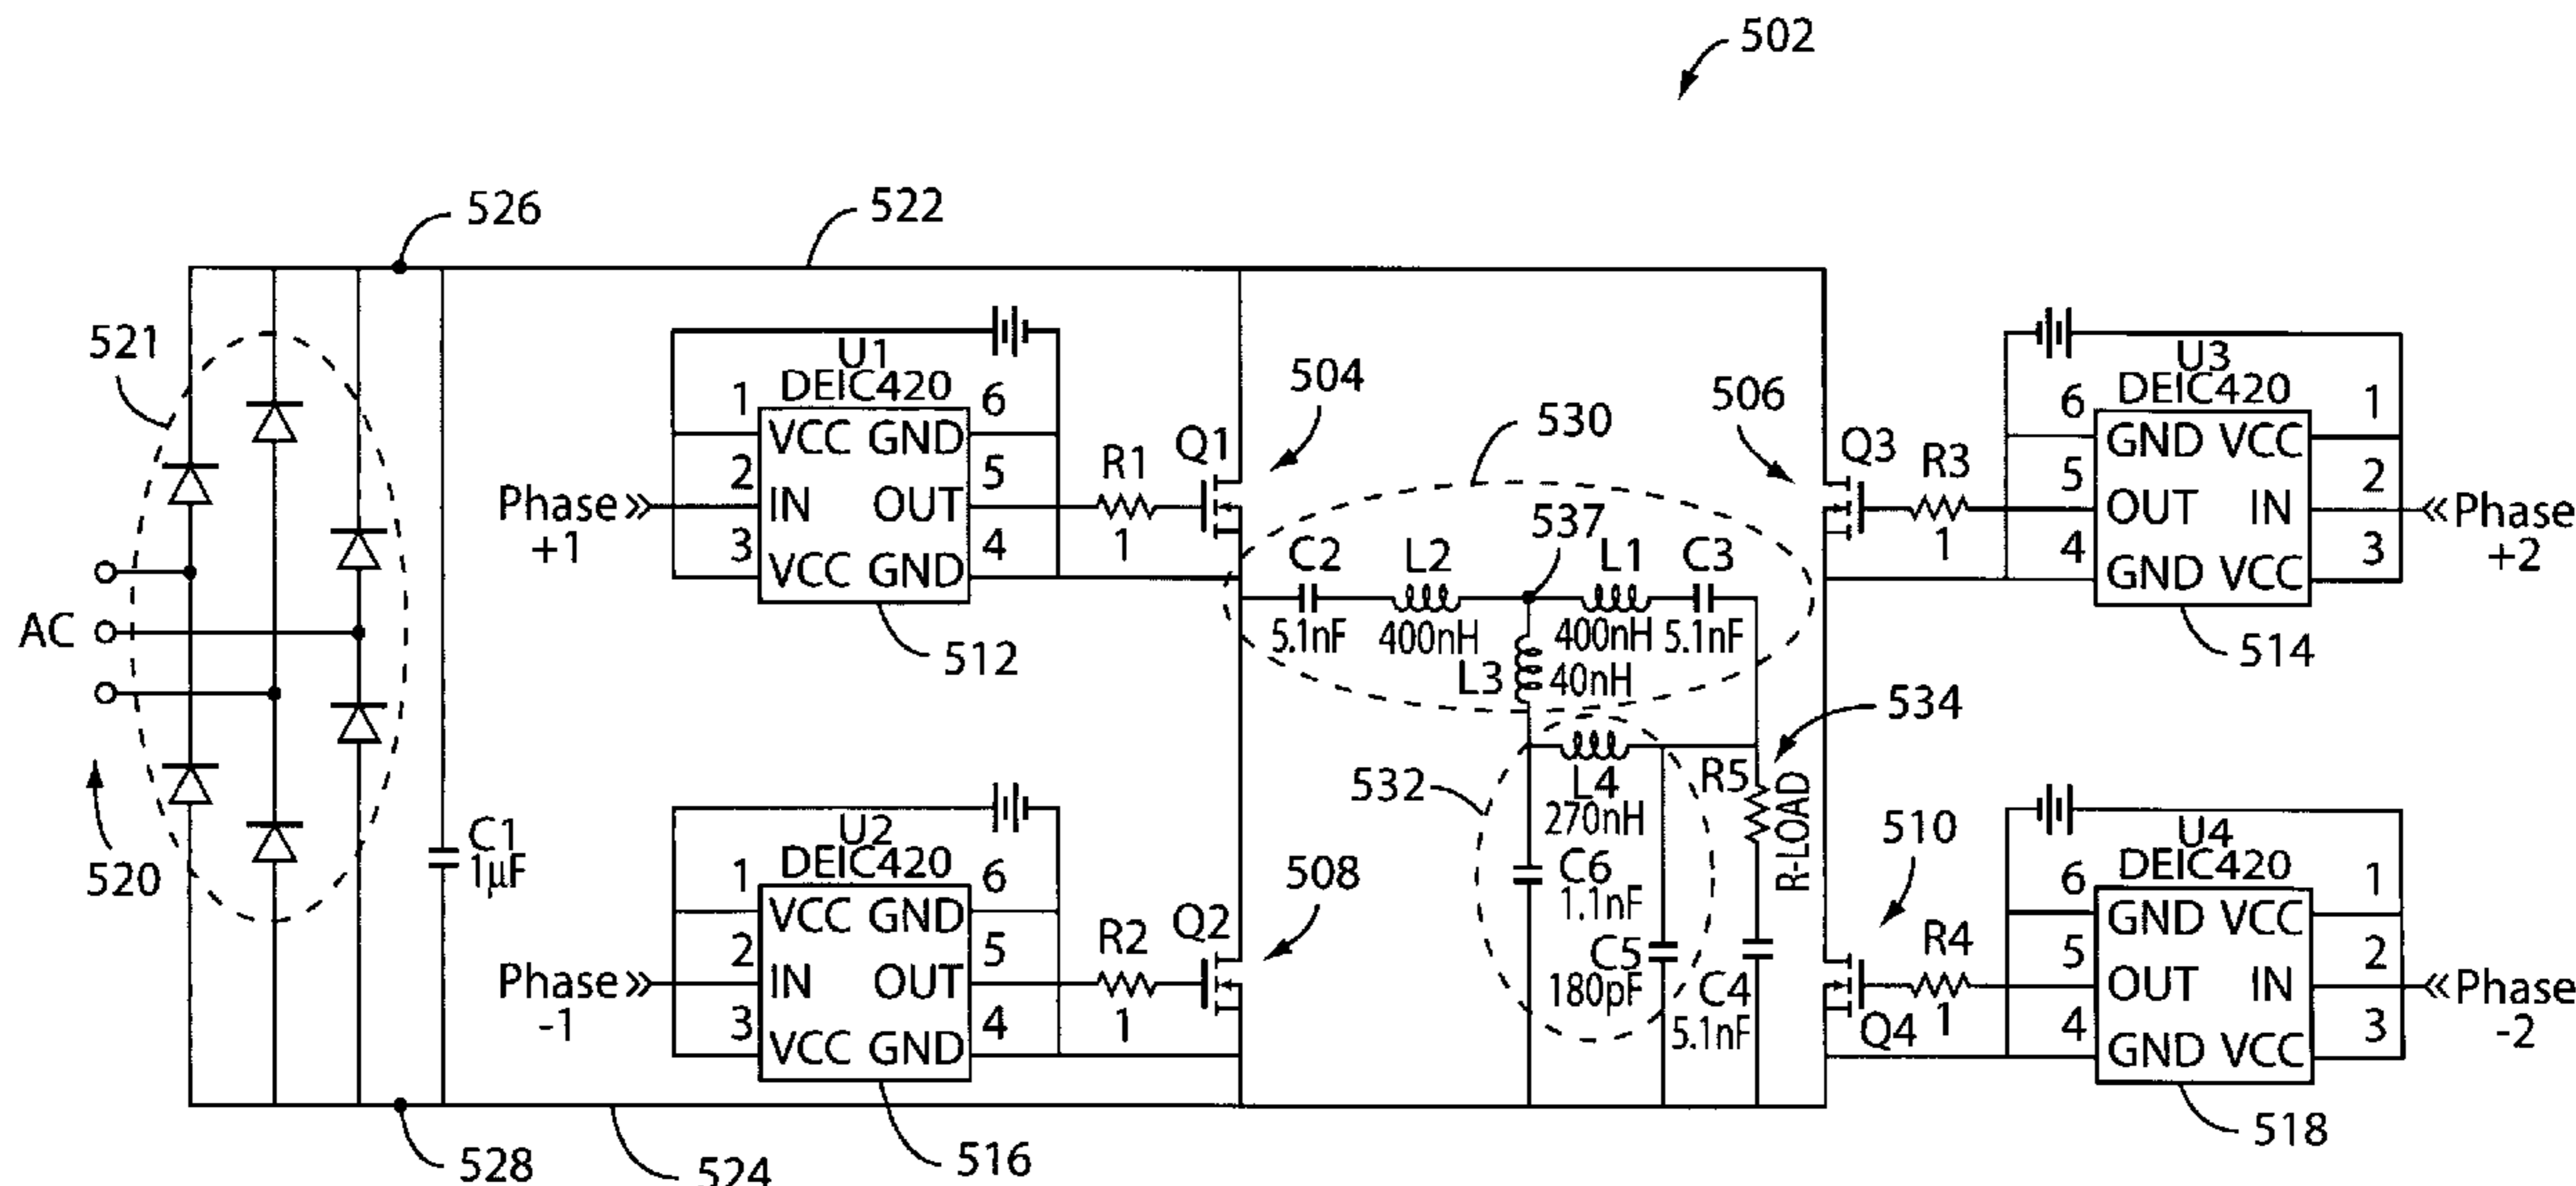 502
526
522
521
AC
520
C1
1µF
528
524
U1
DEIC420
1
VCC GND
6
2
IN OUT
5
3
VCC GND
4
Phase
+1
512
R1
1
Q1
504
U2
DEIC420
1
VCC GND
6
2
IN OUT
5
3
VCC GND
4
Phase
-1
516
R2
1
Q2
508
530
537
C2
5.1nF
L2
400nH
L1
400nH
C3
5.1nF
L3
40nH
532
534
L4
270nH
R5
R-LOAD
C6
1.1nF
C5
180pF
C4
5.1nF
506
Q3
R3
1
U3
DEIC420
6
GND VCC
1
5
OUT IN
2
4
GND VCC
3
Phase
+2
514
510
Q4
R4
1
U4
DEIC420
6
GND VCC
1
5
OUT IN
2
4
GND VCC
3
Phase
-2
518